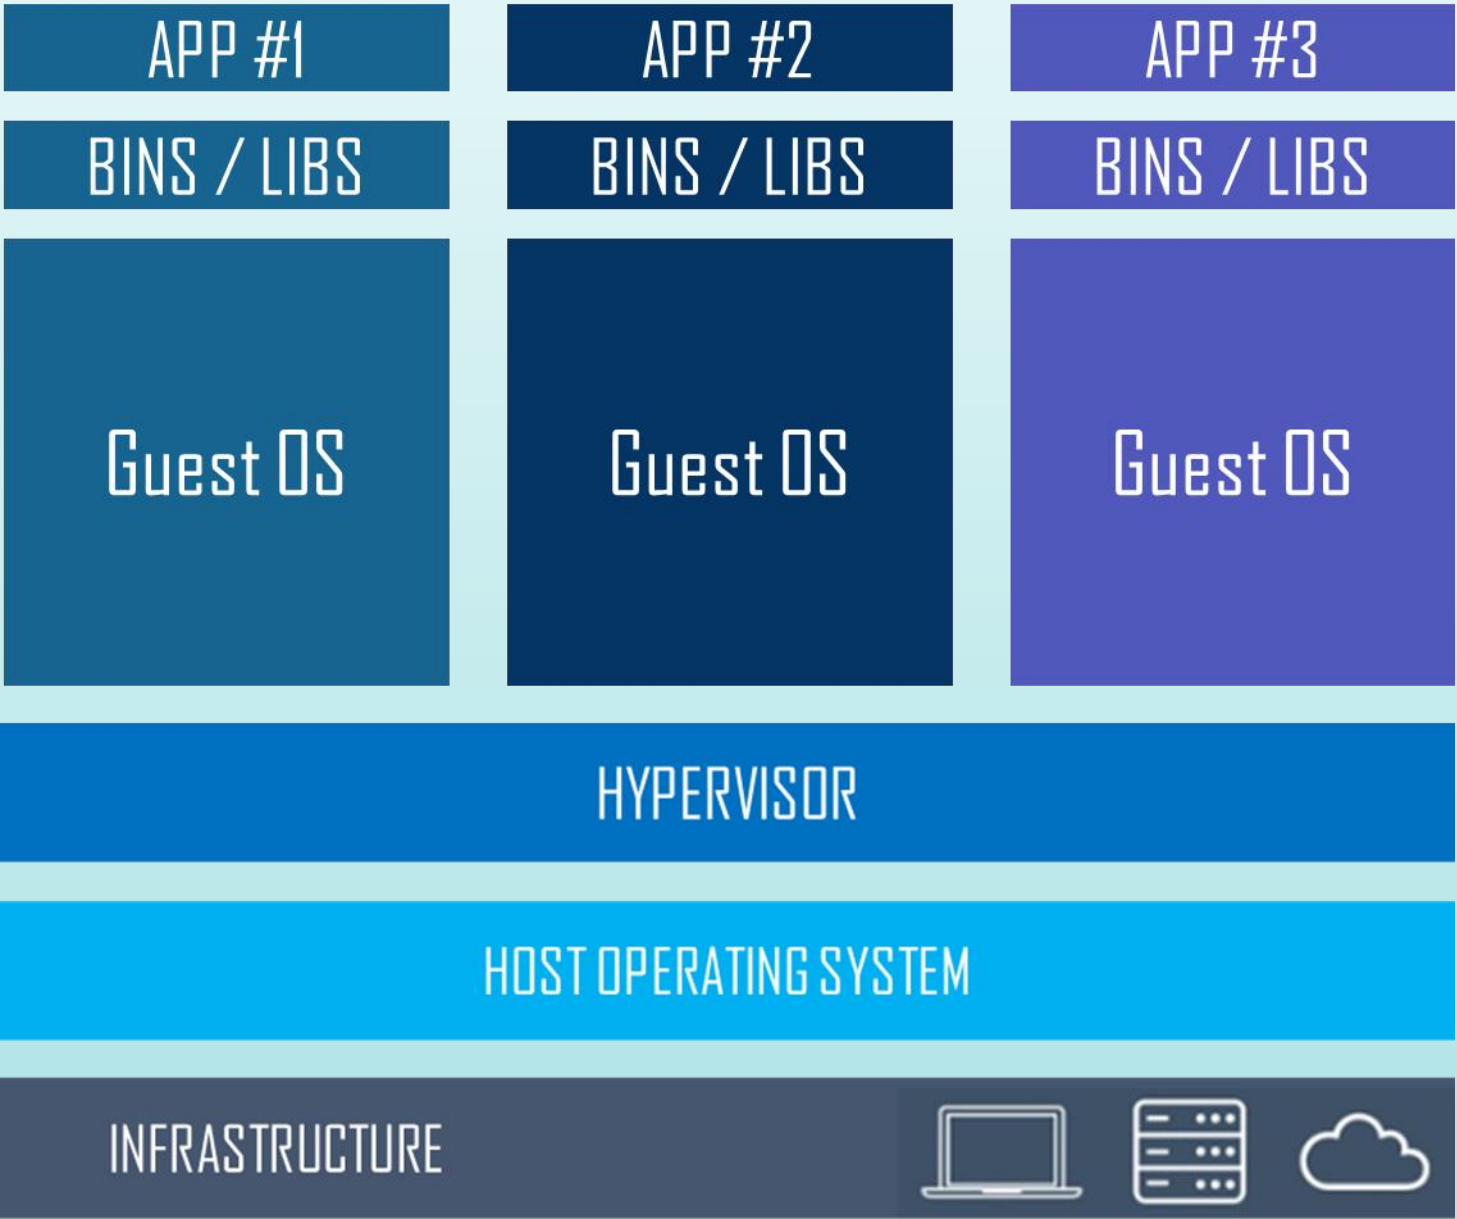 APP #1
APP #2
APP #3
BINS / LIBS
BINS / LIBS
BINS / LIBS
Guest OS
Guest OS
Guest OS
HYPERVISOR
HOST OPERATING SYSTEM
INFRASTRUCTURE